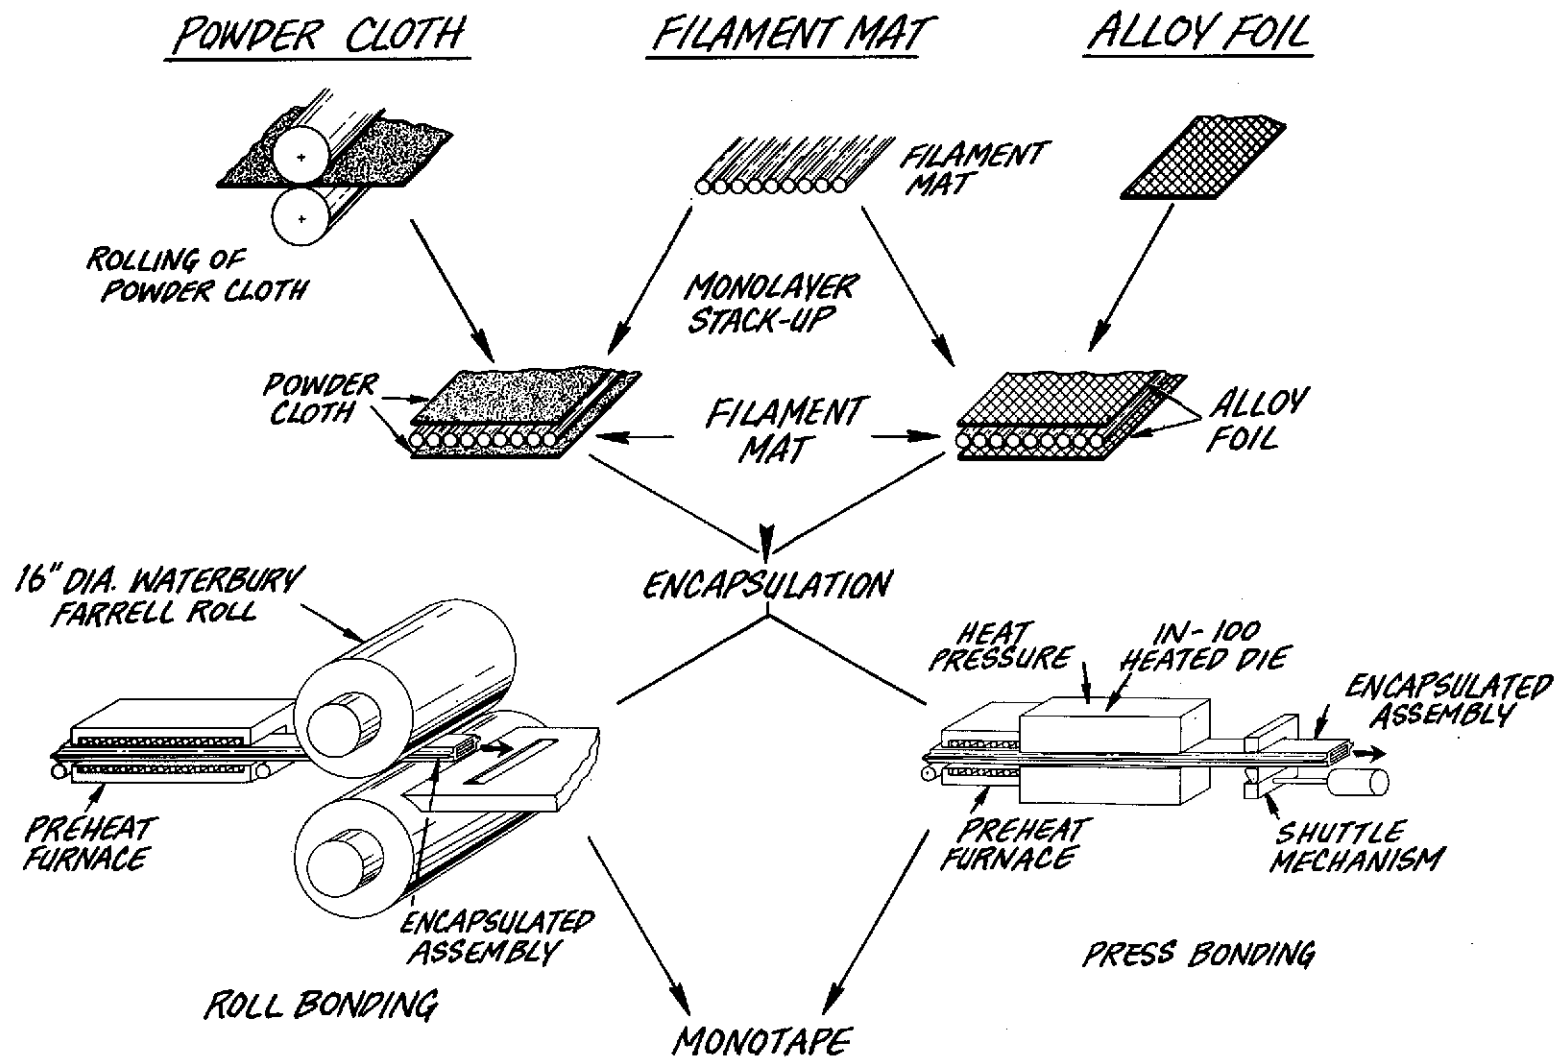 POWDER CLOTH
FILAMENT MAT
ALLOY FOIL
FILAMENT
MAT
ROLLING OF
POWDER CLOTH
MONOLAYER
STACK-UP
POWDER
CLOTH
FILAMENT
MAT
ALLOY
FOIL
ENCAPSULATION
16" DIA. WATERBURY
FARRELL ROLL
HEAT
PRESSURE
IN-100
HEATED DIE
ENCAPSULATED
ASSEMBLY
PREHEAT
FURNACE
ENCAPSULATED
ASSEMBLY
PREHEAT
FURNACE
SHUTTLE
MECHANISM
ROLL BONDING
PRESS BONDING
MONOTAPE